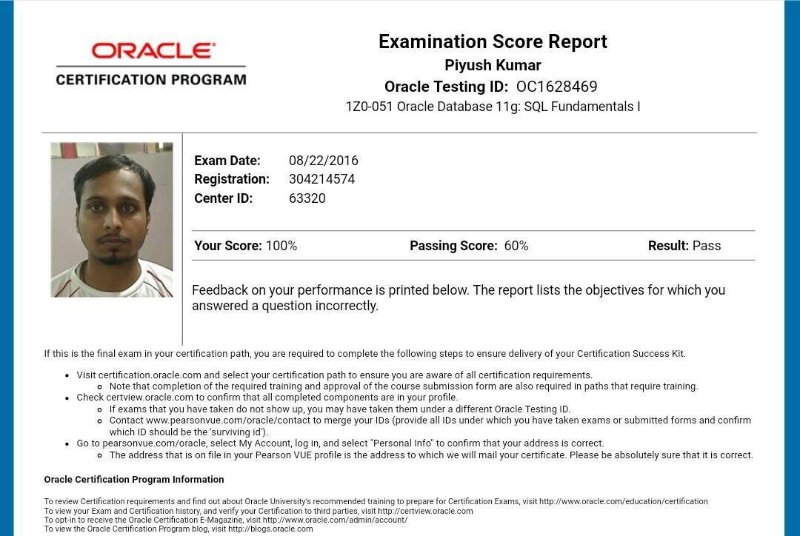 ORACLE
CERTIFICATION PROGRAM
Examination Score Report
Piyush Kumar
Oracle Testing ID: OC1628469
1Z0-051 Oracle Database 11g: SQL Fundamentals I
Exam Date: 08/22/2016
Registration: 304214574
Center ID: 63320
Your Score: 100% Passing Score: 60% Result: Pass
Feedback on your performance is printed below. The report lists the objectives for which you
answered a question incorrectly.
If this is the final exam in your certification path, you are required to complete the following steps to ensure delivery of your Certification Success Kit.
• Visit certification.oracle.com and select your certification path to ensure you are aware of all certification requirements.
o Note that completion of the required training and approval of the course submission form are also required in paths that require training.
• Check certview.oracle.com to confirm that all completed components are in your profile.
o If exams that you have taken do not show up, you may have taken them under a different Oracle Testing ID.
o Contact www.pearsonvue.com/oracle/contact to merge your IDs (provide all IDs under which you have taken exams or submitted forms and confirm
which ID should be the 'surviving id').
• Go to pearsonvue.com/oracle, select My Account, log in, and select "Personal Info" to confirm that your address is correct.
o The address that is on file in your Pearson VUE profile is the address to which we will mail your certificate. Please be absolutely sure that it is correct.
Oracle Certification Program Information
To review Certification requirements and find out about Oracle University's recommended training to prepare for Certification Exams, visit http://www.oracle.com/education/certification
To view your Exam and Certification history, and verify your Certification to third parties, visit http://certview.oracle.com
To opt-in to receive the Oracle Certification E-Magazine, visit http://www.oracle.com/admin/account/
To view the Oracle Certification Program blog, visit http://blogs.oracle.com